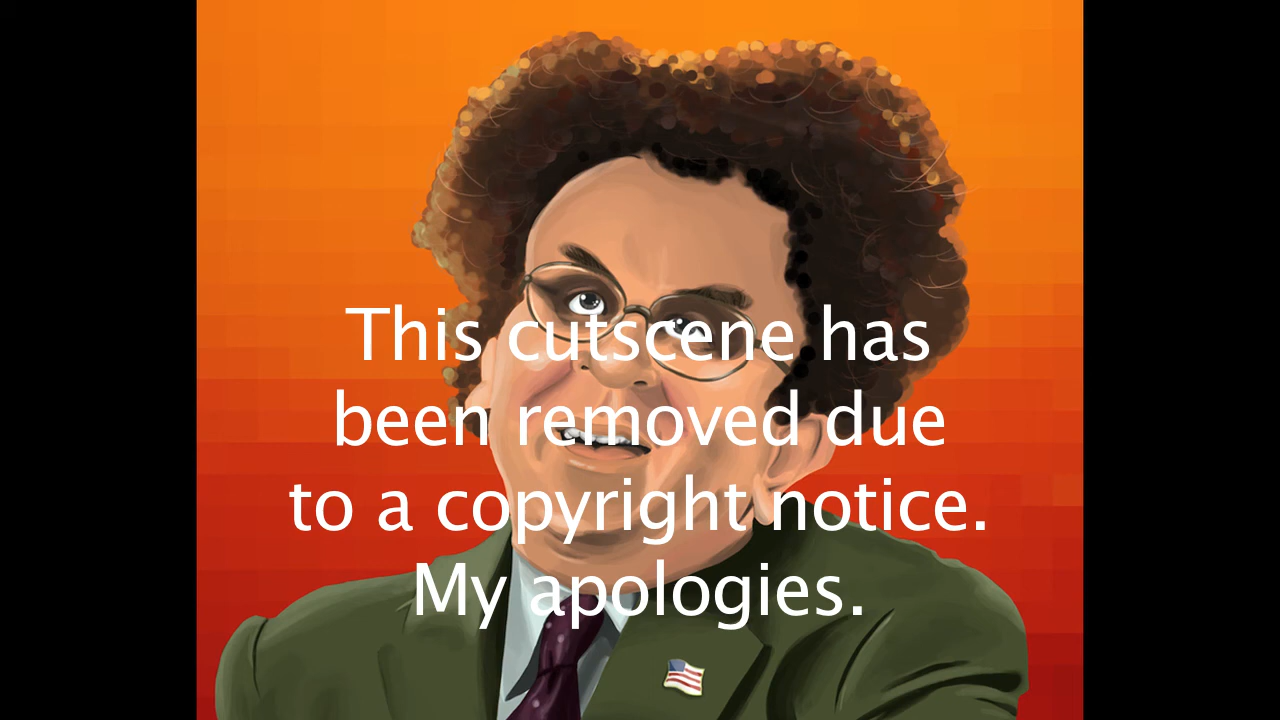 This cutscene has
been removed due
to a copyright notice.
My apologies.